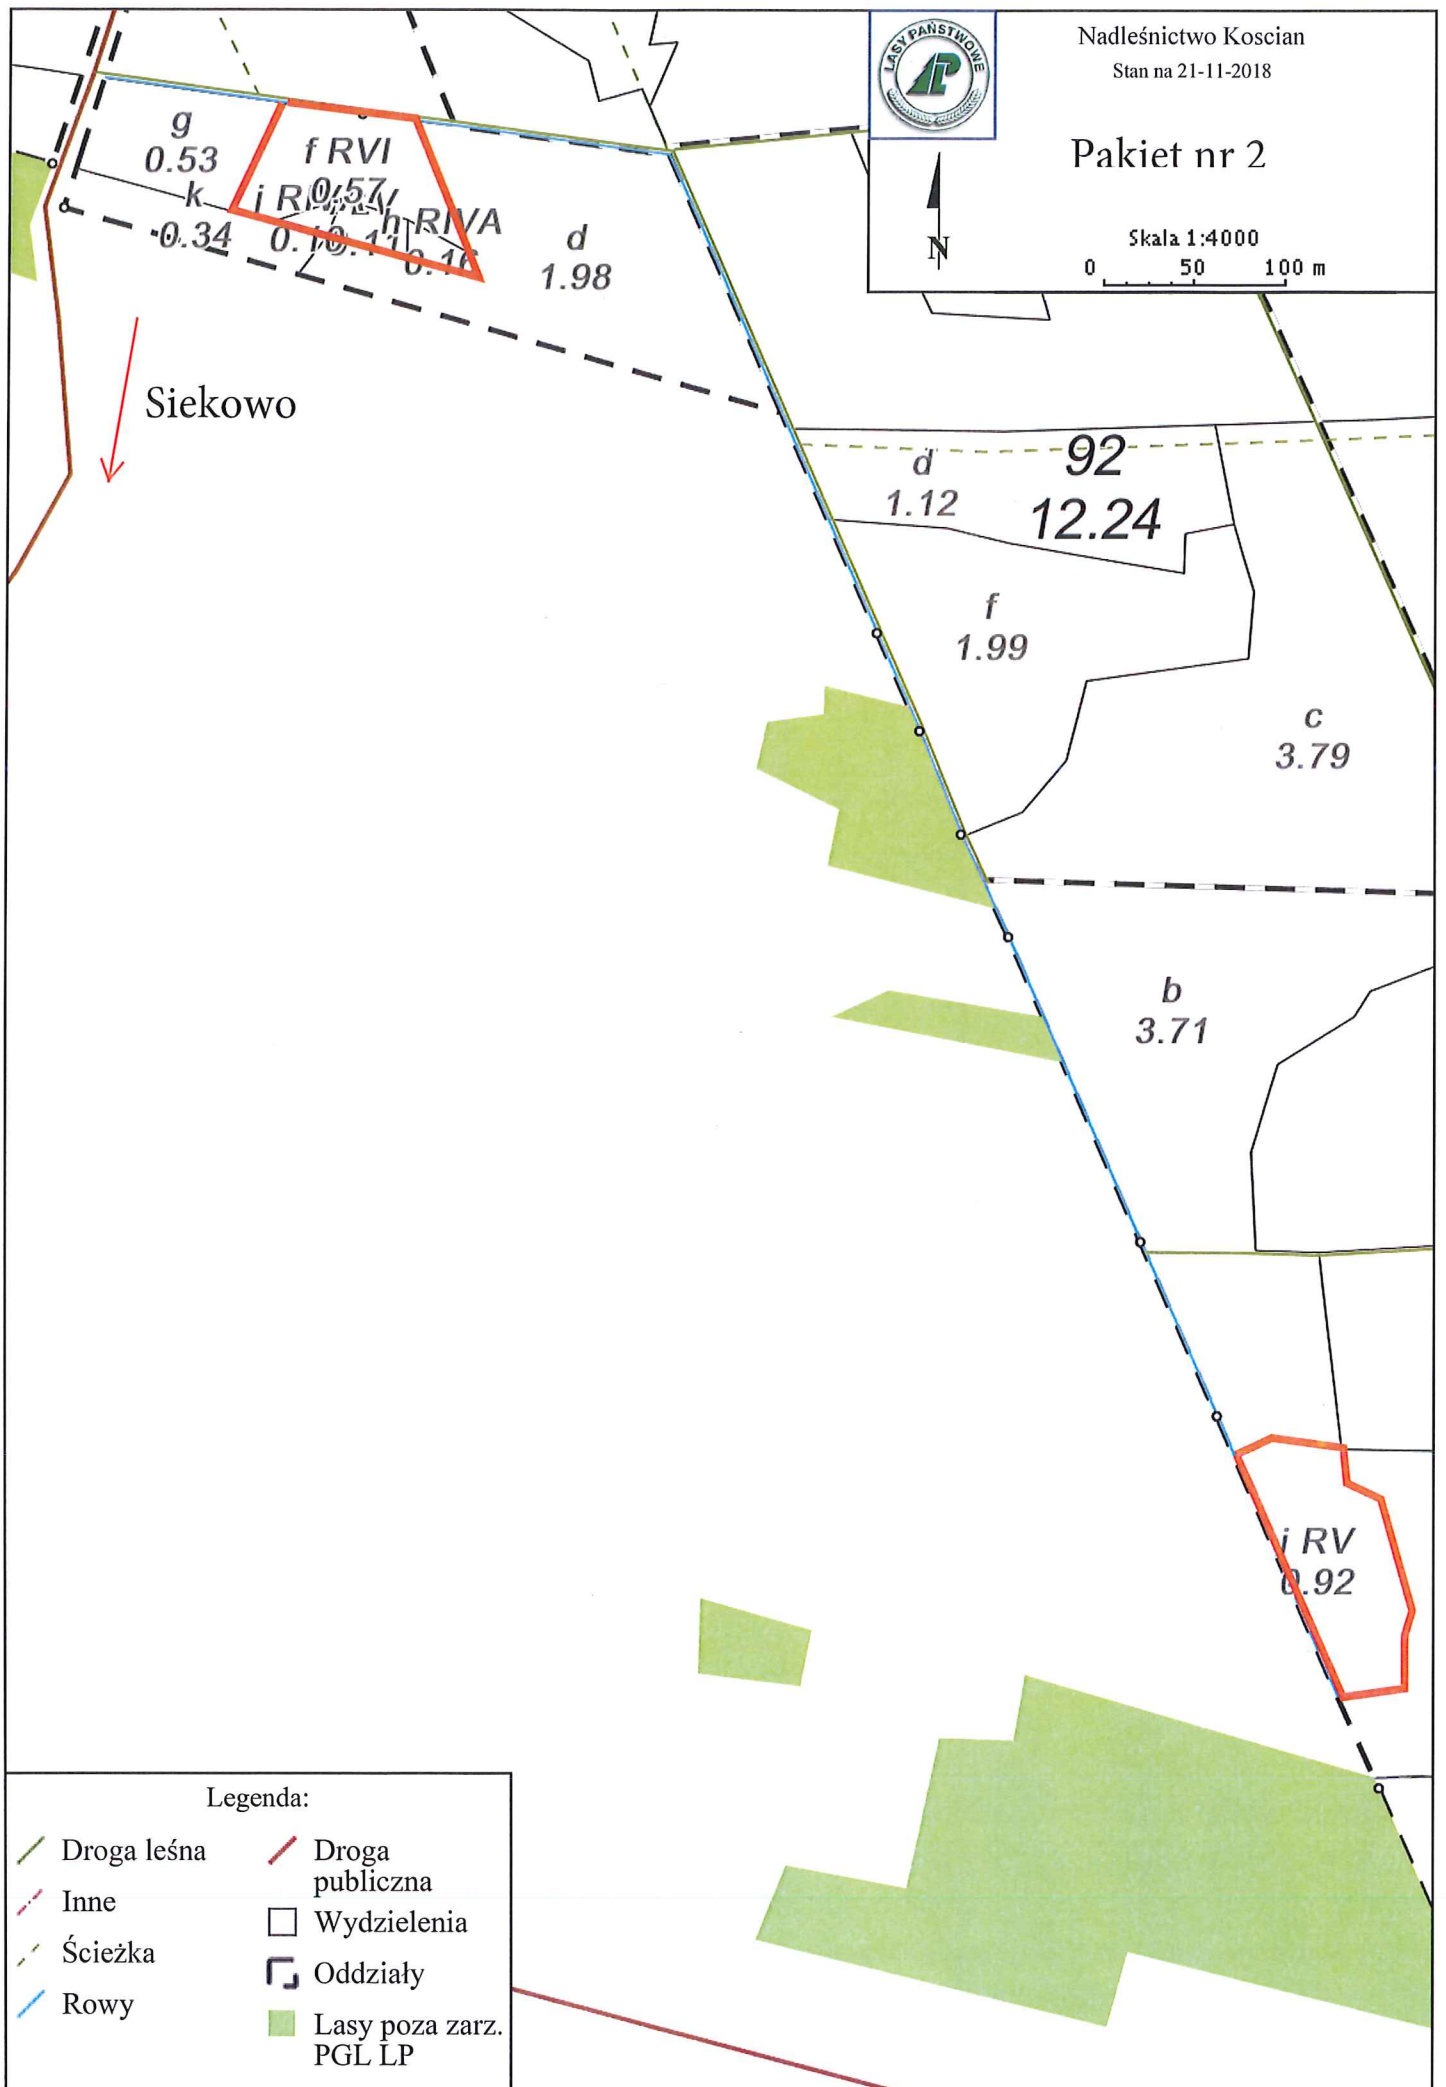 LASY PAŃSTWOWE
Nadleśnictwo Koscian
Stan na 21-11-2018
Pakiet nr 2
N
Skala 1:4000
0 50 100 m
g
0.53
f RVI
0.57
k
0.34
h RIVA
0.16
d
1.98
Siekowo
d
1.12
92
12.24
f
1.99
c
3.79
b
3.71
i RV
0.92
Legenda:
Droga leśna
Inne
Ścieżka
Rowy
Droga
publiczna
Wydzielenia
Oddziały
Lasy poza zarz.
PGL LP